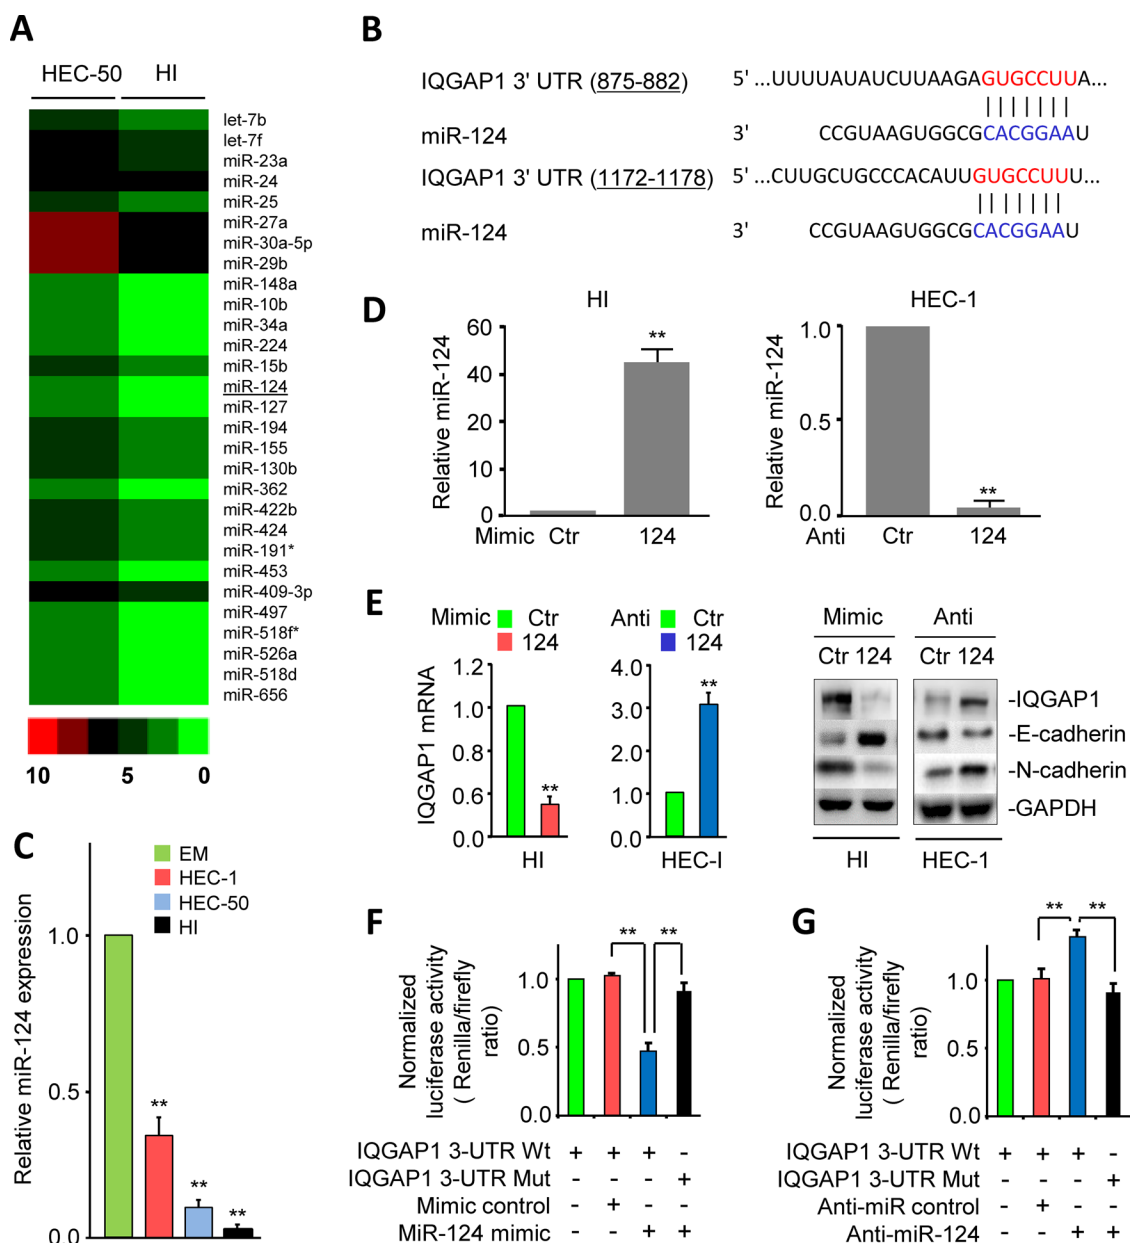 A
HEC-50 HI
let-7b
let-7f
miR-23a
miR-24
miR-25
miR-27a
miR-30a-5p
miR-29b
miR-148a
miR-10b
miR-34a
miR-224
miR-15b
miR-124
miR-127
miR-194
miR-155
miR-130b
miR-362
miR-422b
miR-424
miR-191*
miR-453
miR-409-3p
miR-497
miR-518f*
miR-526a
miR-518d
miR-656
10 5 0
B
IQGAP1 3' UTR (875-882) 5' ...UUUUAUAUCUUAAGAGUGCCUUA...
miR-124 3' CCGUAAGUGGCGCACGGAAU
IQGAP1 3' UTR (1172-1178) 5' ...CUUGCUGCCCACAUUGUGCCUUU...
miR-124 3' CCGUAAGUGGCGCACGGAAU
C
EM
HEC-1
HEC-50
HI
Relative miR-124 expression
1.0
0.5
0.0
** ** **
D
HI
Relative miR-124
60
40
20
10
0
**
Mimic Ctr 124
HEC-1
Relative miR-124
1.0
0.5
0
**
Anti Ctr 124
E
Mimic Ctr
124
IQGAP1 mRNA
1.2
1.0
0.6
0.0
**
HI
Anti Ctr
124
4.0
3.0
1.0
0.0
**
HEC-I
Mimic Anti
Ctr 124 Ctr 124
-IQGAP1
-E-cadherin
-N-cadherin
-GAPDH
HI HEC-1
F
Normalized
luciferase activity
( Renilla/firefly
ratio)
1.0
0.5
0.0
** **
IQGAP1 3-UTR Wt + + + -
IQGAP1 3-UTR Mut - - - +
Mimic control - + - -
MiR-124 mimic - - + +
G
Normalized
luciferase activity
( Renilla/firefly
ratio)
1.0
0.5
0.0
** **
IQGAP1 3-UTR Wt + + + -
IQGAP1 3-UTR Mut - - - +
Anti-miR control - + - -
Anti-miR-124 - - + +